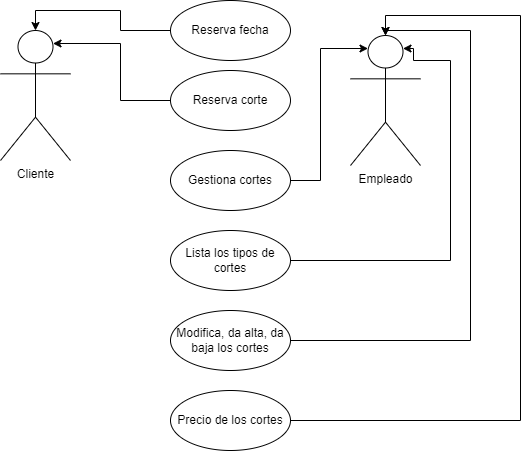 Reserva fecha
Reserva corte
Cliente
Gestiona cortes
Empleado
Lista los tipos de
cortes
Modifica, da alta, da
baja los cortes
Precio de los cortes